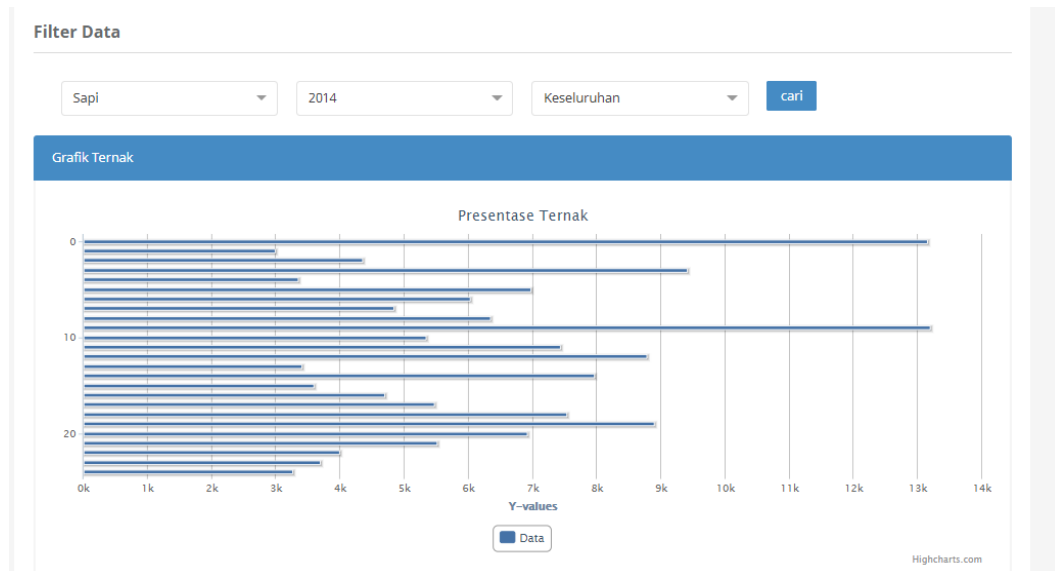 Filter Data
Sapi 2014 Keseluruhan cari
Grafik Ternak
Presentase Ternak
0
10
20
0k 1k 2k 3k 4k 5k 6k 7k 8k 9k 10k 11k 12k 13k 14k
Y-values
Data
Highcharts.com